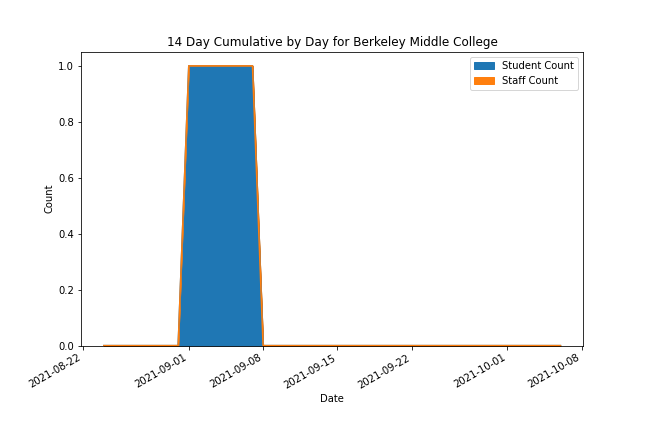 14 Day Cumulative by Day for Berkeley Middle College
Student Count
Staff Count
1.0
0.8
0.6
0.4
0.2
0.0
Count
2021-08-22
2021-09-01
2021-09-08
2021-09-15
2021-09-22
2021-10-01
2021-10-08
Date